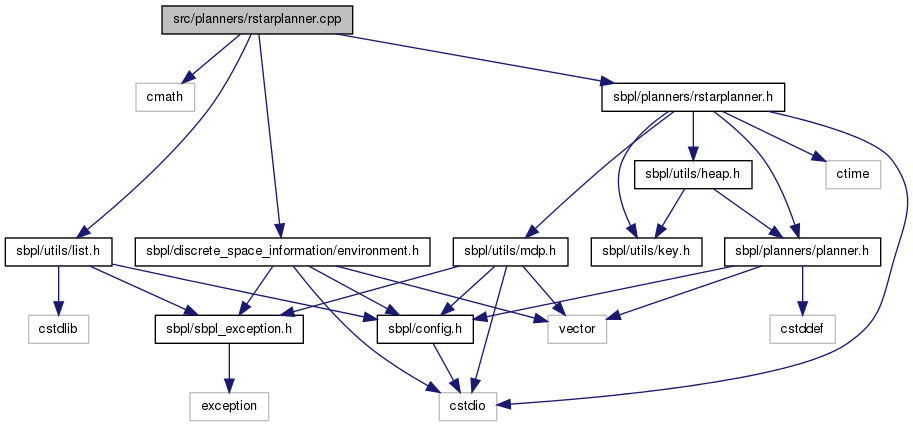 src/planners/rstarplanner.cpp
cmath
sbpl/planners/rstarplanner.h
sbpl/utils/heap.h
ctime
sbpl/utils/list.h
sbpl/discrete_space_information/environment.h
sbpl/utils/mdp.h
sbpl/utils/key.h
sbpl/planners/planner.h
cstdlib
sbpl/sbpl_exception.h
sbpl/config.h
vector
cstddef
exception
cstdio